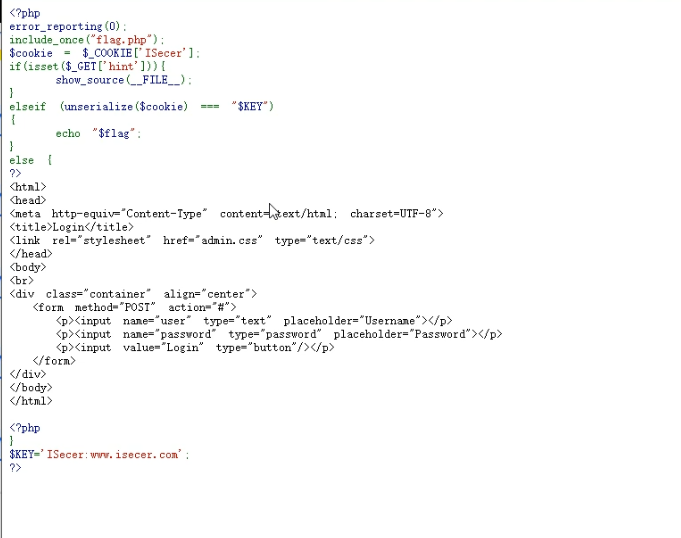 <?php
error_reporting(0);
include_once("flag.php");
$cookie = $_COOKIE['ISecer'];
if(isset($_GET['hint'])){
show_source(__FILE__);
}
elseif (unserialize($cookie) === "$KEY")
{
echo "$flag";
}
else {
?>
<html>
<head>
<meta http-equiv="Content-Type" content="text/html; charset=UTF-8">
<title>Login</title>
<link rel="stylesheet" href="admin.css" type="text/css">
</head>
<body>
<br>
<div class="container" align="center">
<form method="POST" action="#">
<p><input name="user" type="text" placeholder="Username"></p>
<p><input name="password" type="password" placeholder="Password"></p>
<p><input value="Login" type="button"/></p>
</form>
</div>
</body>
</html>
<?php
}
$KEY='ISecer:www.isecer.com';
?>